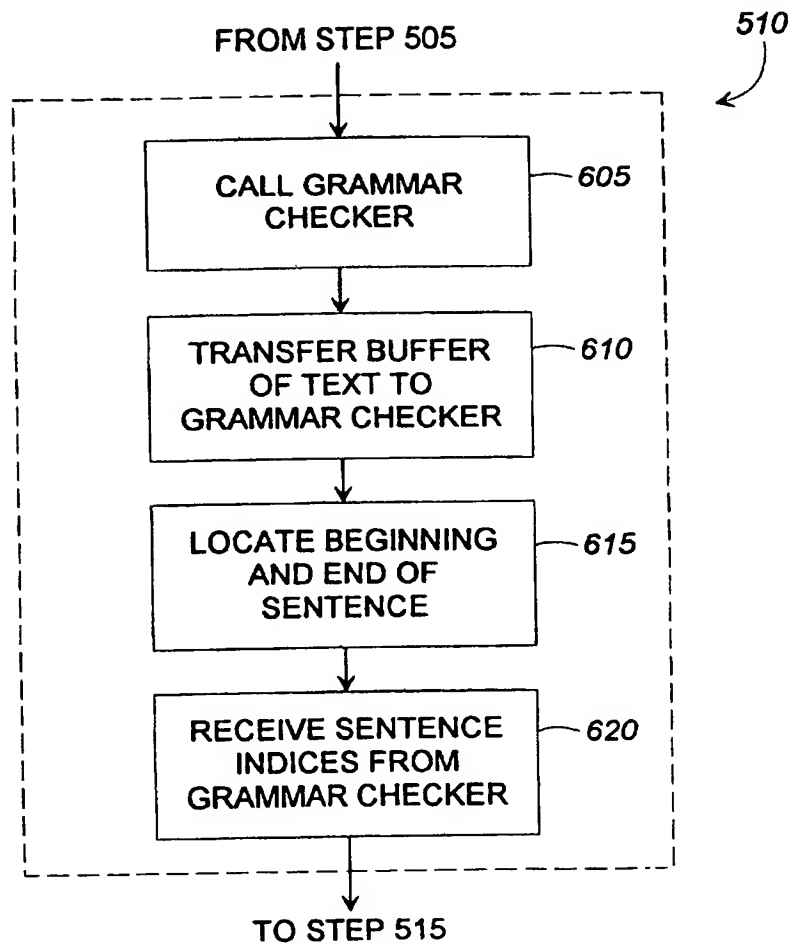 510
FROM STEP 505
CALL GRAMMAR
CHECKER
605
TRANSFER BUFFER
OF TEXT TO
GRAMMAR CHECKER
610
LOCATE BEGINNING
AND END OF
SENTENCE
615
RECEIVE SENTENCE
INDICES FROM
GRAMMAR CHECKER
620
TO STEP 515